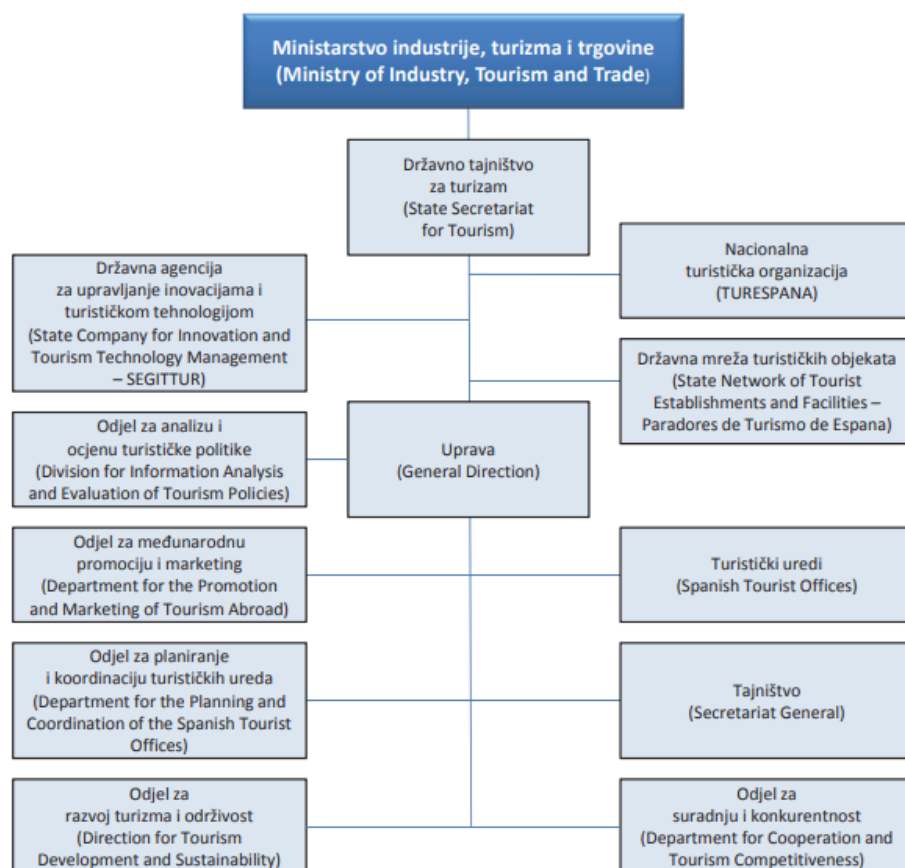 Ministarstvo industrije, turizma i trgovine
(Ministry of Industry, Tourism and Trade)
Državno tajništvo
za turizam
(State Secretariat
for Tourism)
Državna agencija
za upravljanje inovacijama i
turističkom tehnologijom
(State Company for Innovation and
Tourism Technology Management
– SEGITTUR)
Nacionalna
turistička organizacija
(TURESPANA)
Državna mreža turističkih objekata
(State Network of Tourist
Establishments and Facilities –
Paradores de Turismo de Espana)
Odjel za analizu i
ocjenu turističke politike
(Division for Information Analysis
and Evaluation of Tourism Policies)
Uprava
(General Direction)
Odjel za međunarodnu
promociju i marketing
(Department for the Promotion
and Marketing of Tourism Abroad)
Turistički uredi
(Spanish Tourist Offices)
Odjel za planiranje
i koordinaciju turističkih ureda
(Department for the Planning and
Coordination of the Spanish Tourist
Offices)
Tajništvo
(Secretariat General)
Odjel za
razvoj turizma i održivost
(Direction for Tourism
Development and Sustainability)
Odjel za
suradnju i konkurentnost
(Department for Cooperation and
Tourism Competitiveness)